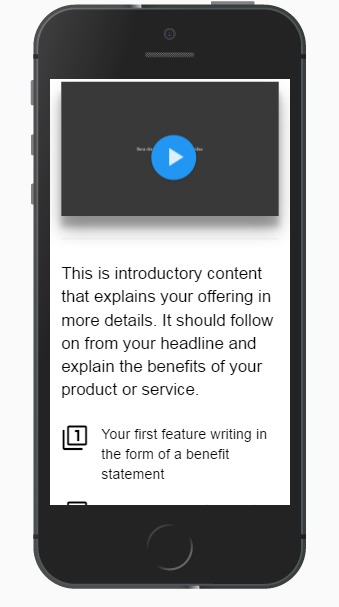 This is introductory content
that explains your offering in
more details. It should follow
on from your headline and
explain the benefits of your
product or service.
1
Your first feature writing in
the form of a benefit
statement